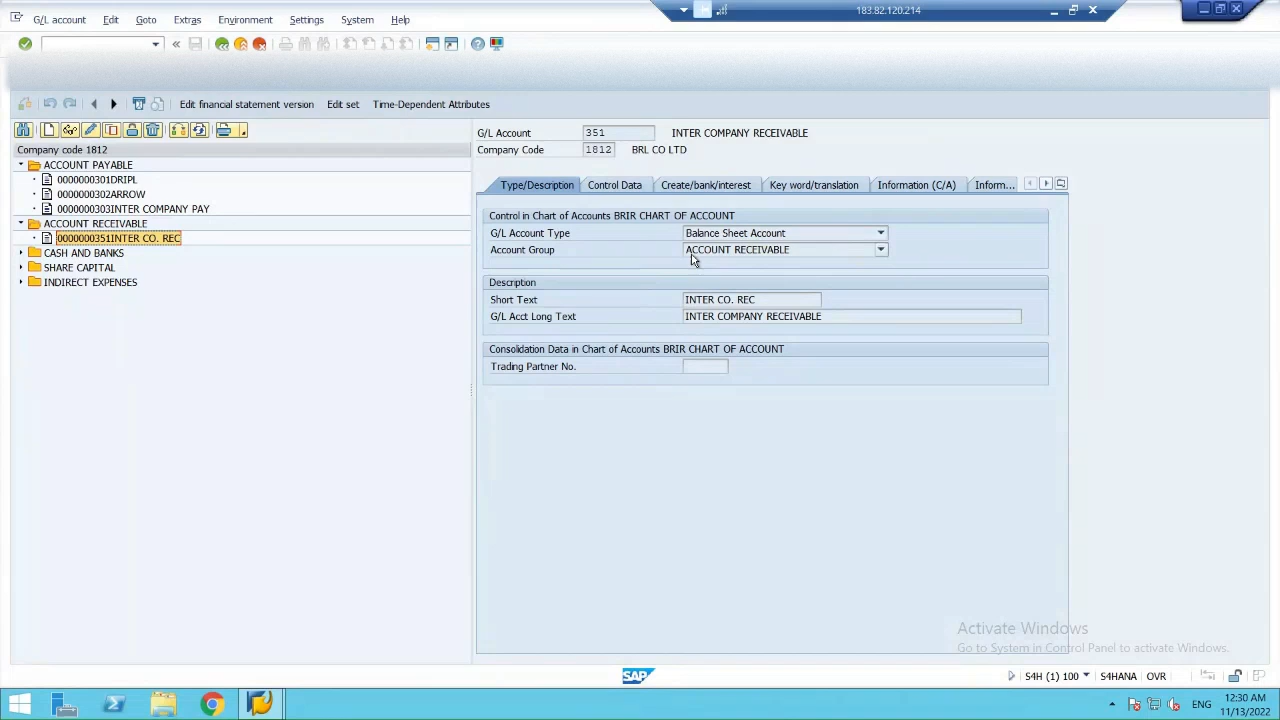 G/L account Edit Goto Extras Environment Settings System Help
183.82.120.214
Edit financial statement version Edit set Time-Dependent Attributes
Company code 1812
ACCOUNT PAYABLE
0000000301DRIPL
0000000302ARROW
0000000303INTER COMPANY PAY
ACCOUNT RECEIVABLE
0000000351INTER CO. REC
CASH AND BANKS
SHARE CAPITAL
INDIRECT EXPENSES
G/L Account 351 INTER COMPANY RECEIVABLE
Company Code 1812 BRL CO LTD
Type/Description Control Data Create/bank/interest Key word/translation Information (C/A) Inform...
Control in Chart of Accounts BRIR CHART OF ACCOUNT
G/L Account Type Balance Sheet Account
Account Group ACCOUNT RECEIVABLE
Description
Short Text INTER CO. REC
G/L Acct Long Text INTER COMPANY RECEIVABLE
Consolidation Data in Chart of Accounts BRIR CHART OF ACCOUNT
Trading Partner No.
Activate Windows
Go to System in Control Panel to activate Windows.
SAP
S4H (1) 100 S4HANA OVR
ENG
12:30 AM
11/13/2022